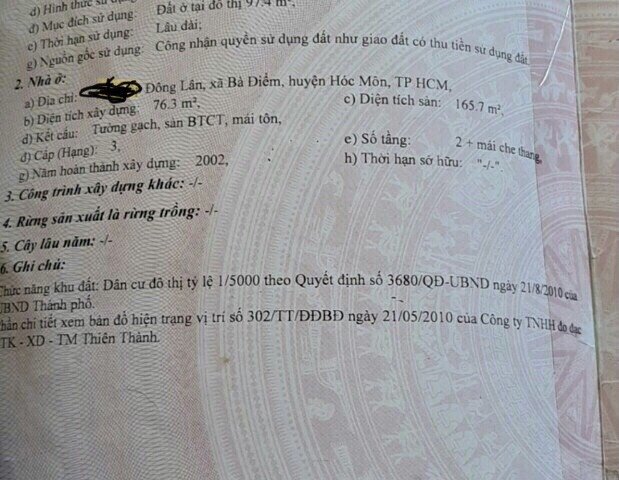 d) Hình thức sử dụng:
đ) Mục đích sử dụng: Đất ở tại đô thị 97.4 m²,
e) Thời hạn sử dụng: Lâu dài;
g) Nguồn gốc sử dụng: Công nhận quyền sử dụng đất như giao đất có thu tiền sử dụng đất.
2. Nhà ở:
a) Địa chỉ: Đông Lân, xã Bà Điểm, huyện Hóc Môn, TP HCM,
b) Diện tích xây dựng: 76.3 m², c) Diện tích sàn: 165.7 m²,
d) Kết cấu: Tường gạch, sàn BTCT, mái tôn,
đ) Cấp (Hạng): 3, e) Số tầng: 2 + mái che thang,
g) Năm hoàn thành xây dựng: 2002, h) Thời hạn sở hữu: "-/-".
3. Công trình xây dựng khác: -/-
4. Rừng sản xuất là rừng trồng: -/-
5. Cây lâu năm: -/-
6. Ghi chú:
Chức năng khu đất: Dân cư đô thị tỷ lệ 1/5000 theo Quyết định số 3680/QĐ-UBND ngày 21/8/2010 của
UBND Thành phố.
chi tiết xem bản đồ hiện trạng vị trí số 302/TT/ĐĐBĐ ngày 21/05/2010 của Công ty TNHH đo đạc
TK - XD - TM Thiên Thành.